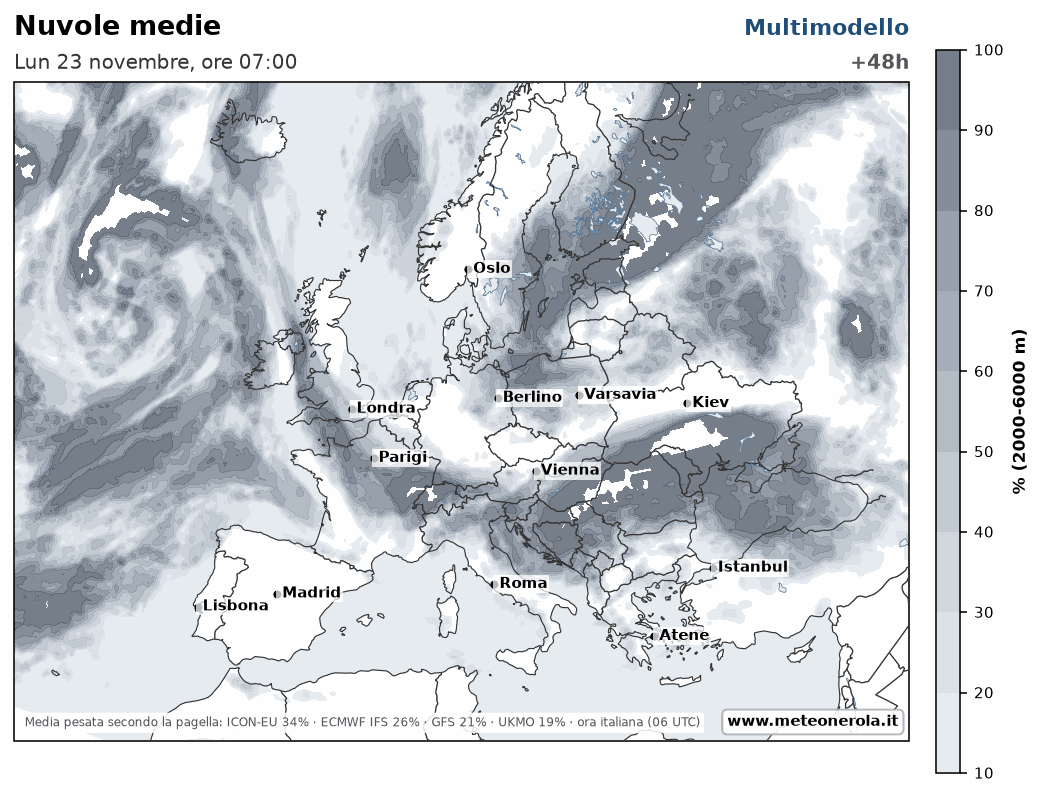 Nuvole medie
Multimodello
Lun 23 novembre, ore 07:00
+48h
100
90
80
70
60
50
40
30
20
10
% (2000-6000 m)
Oslo
Berlino
Varsavia
Kiev
Londra
Parigi
Vienna
Istanbul
Roma
Madrid
Lisbona
Atene
Media pesata secondo la pagella: ICON-EU 34% · ECMWF IFS 26% · GFS 21% · UKMO 19% · ora italiana (06 UTC)
www.meteonerola.it